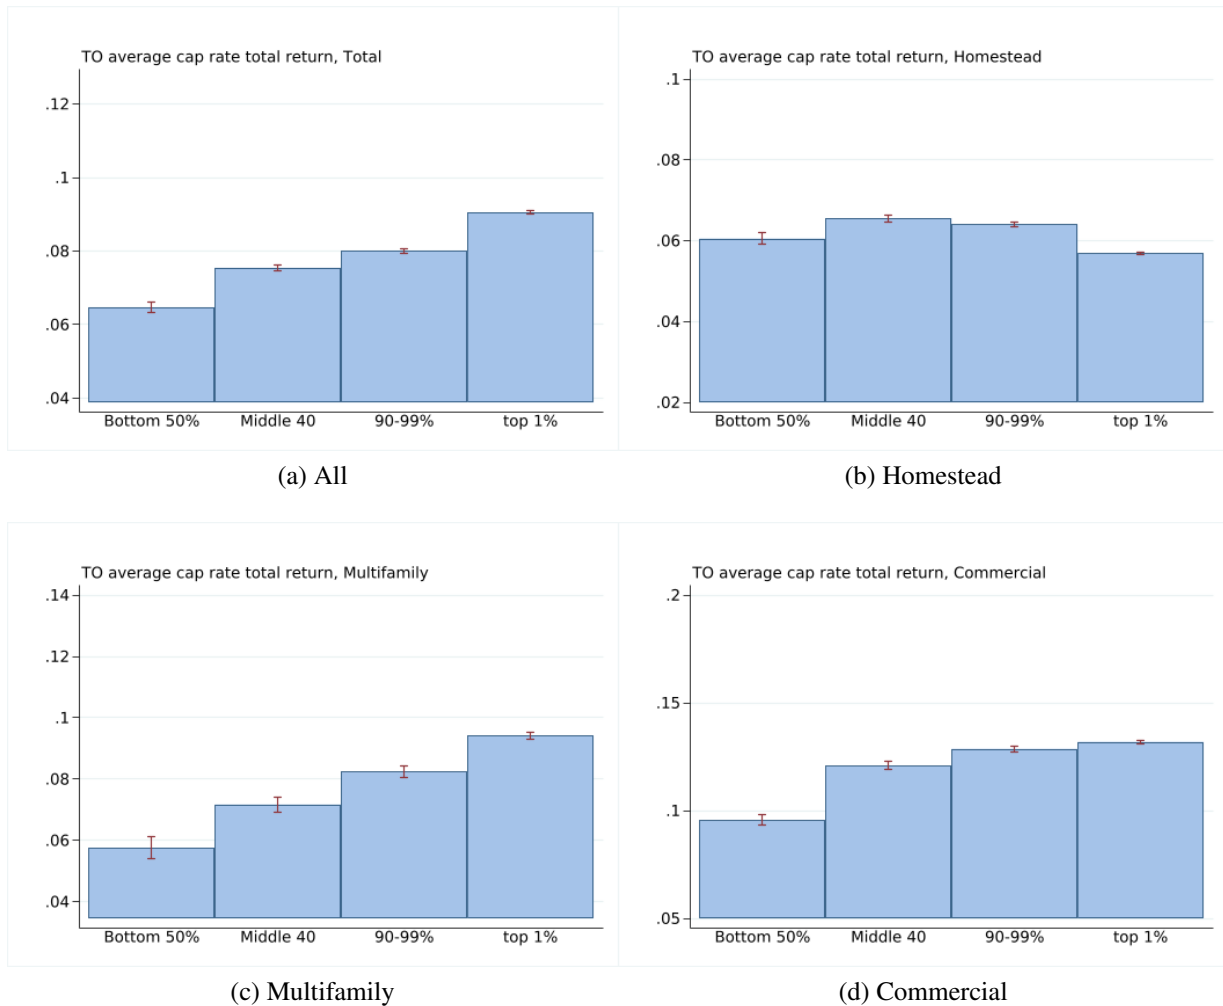 TO average cap rate total return, Total
.12
.1
.08
.06
.04
Bottom 50% Middle 40 90-99% top 1%
(a) All
TO average cap rate total return, Homestead
.1
.08
.06
.04
.02
Bottom 50% Middle 40 90-99% top 1%
(b) Homestead
TO average cap rate total return, Multifamily
.14
.12
.1
.08
.06
.04
Bottom 50% Middle 40 90-99% top 1%
(c) Multifamily
TO average cap rate total return, Commercial
.2
.15
.1
.05
Bottom 50% Middle 40 90-99% top 1%
(d) Commercial